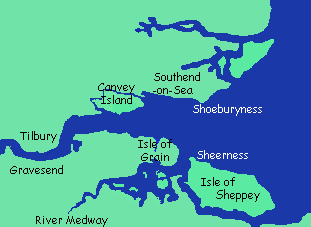 Southend
-on-Sea
Canvey
Island
Shoeburyness
Tilbury
Isle of
Grain
Sheerness
Gravesend
Isle of
Sheppey
River Medway